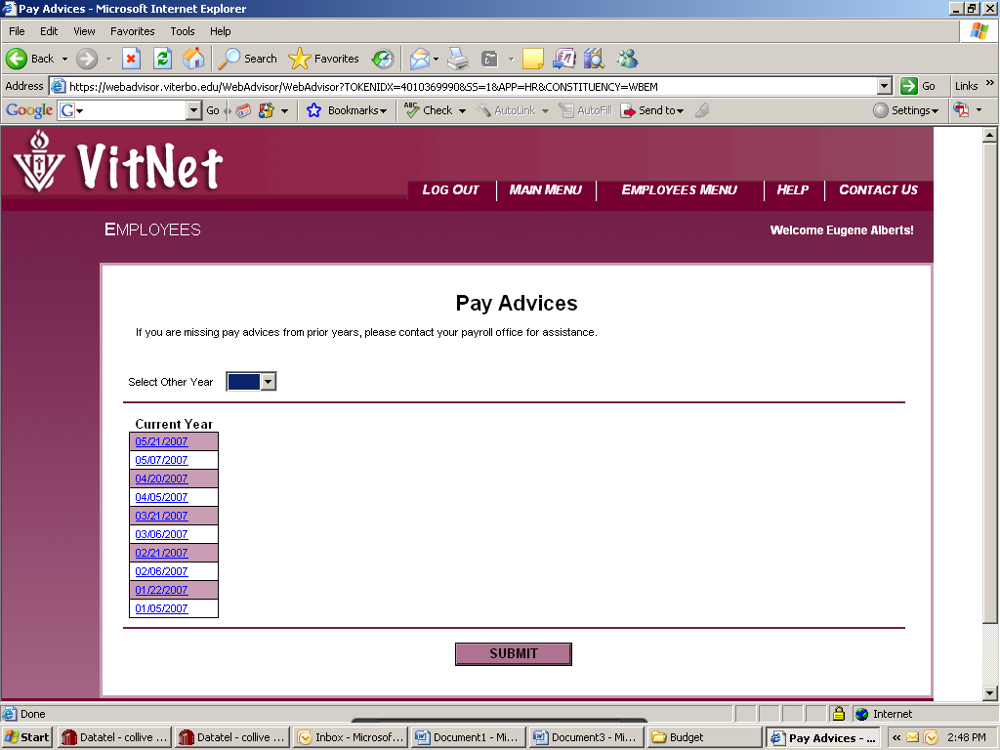 Pay Advices - Microsoft Internet Explorer
File Edit View Favorites Tools Help
Back Search Favorites
Address https://webadvisor.viterbo.edu/WebAdvisor/WebAdvisor?TOKENIDX=4010369990&SS=1&APP=HR&CONSTITUENCY=WBEM Go Links »
Google G Go Bookmarks ABC Check AutoLink AutoFill Send to Settings
VitNet
LOG OUT MAIN MENU EMPLOYEES MENU HELP CONTACT US
EMPLOYEES Welcome Eugene Alberts!
Pay Advices
If you are missing pay advices from prior years, please contact your payroll office for assistance.
Select Other Year
Current Year
05/21/2007
05/07/2007
04/20/2007
04/05/2007
03/21/2007
03/06/2007
02/21/2007
02/06/2007
01/22/2007
01/05/2007
SUBMIT
Done Internet
Start Datatel - collive ... Datatel - collive ... Inbox - Microsof... Document1 - Mi... Document3 - Mi... Budget Pay Advices - ... « 2:48 PM